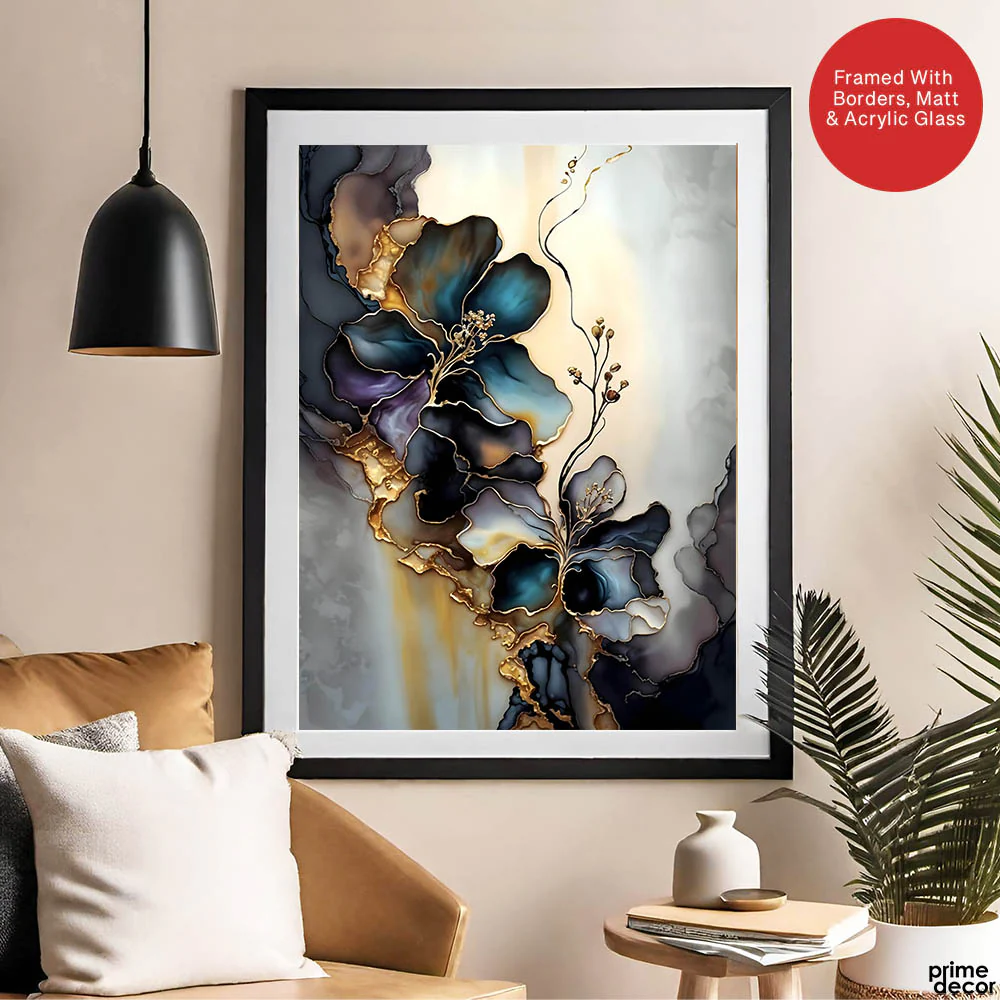 Framed With
Borders, Matt
& Acrylic Glass
prime
decor